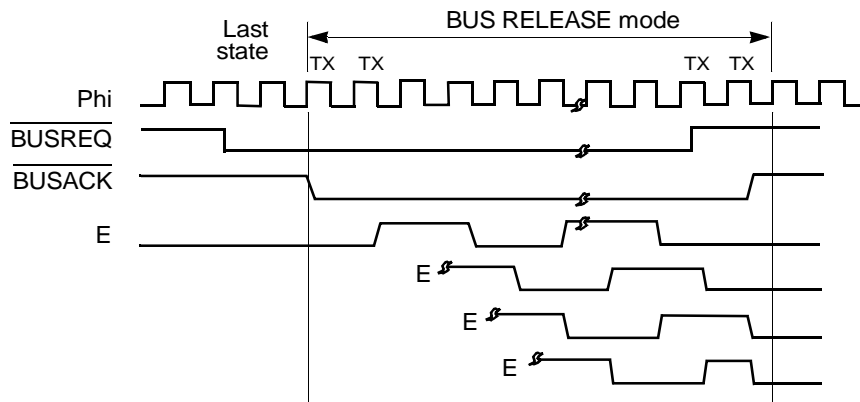 BUS RELEASE mode
Last
state
TX TX TX TX
Phi
BUSREQ
BUSACK
E
E
E
E